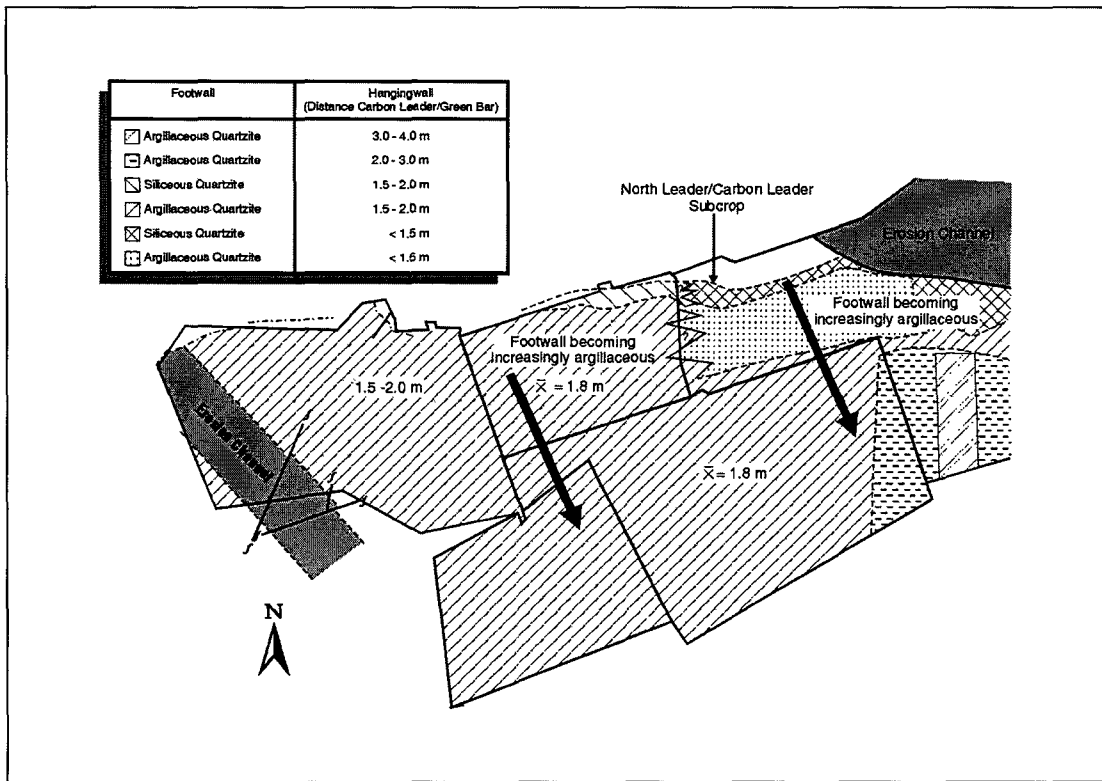 Footwall
Hangingwall
(Distance Carbon Leader/Green Bar)
Argillaceous Quartzite 3.0 - 4.0 m
Argillaceous Quartzite 2.0 - 3.0 m
Siliceous Quartzite 1.5 - 2.0 m
Argillaceous Quartzite 1.5 - 2.0 m
Siliceous Quartzite < 1.5 m
Argillaceous Quartzite < 1.5 m
North Leader/Carbon Leader
Subcrop
Erosion Channel
Footwall becoming
increasingly argillaceous
Footwall becoming
increasingly argillaceous
X̄ = 1.8 m
1.5 -2.0 m
X̄ = 1.8 m
Channel
N